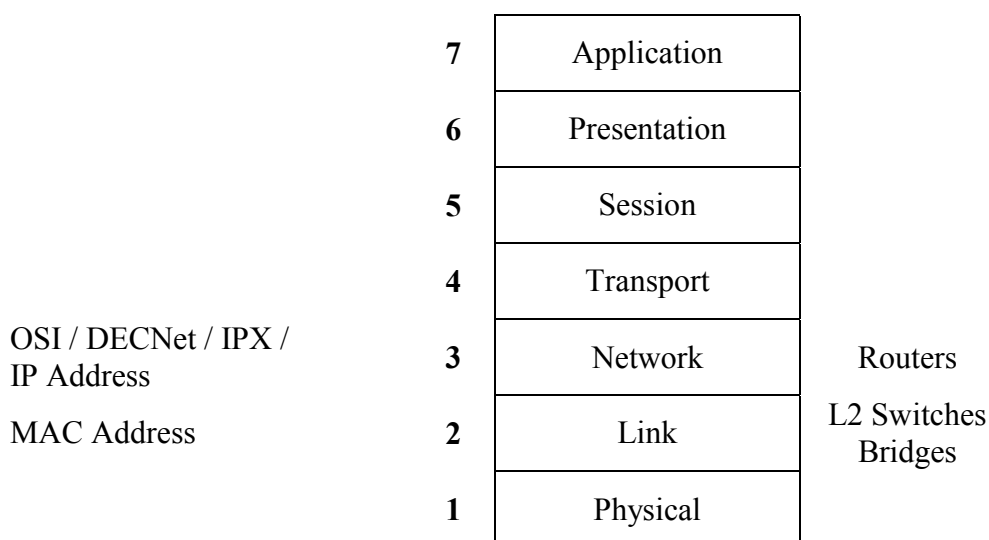 7 Application
6 Presentation
5 Session
4 Transport
OSI / DECNet / IPX /
IP Address
3 Network Routers
MAC Address 2 Link L2 Switches
Bridges
1 Physical